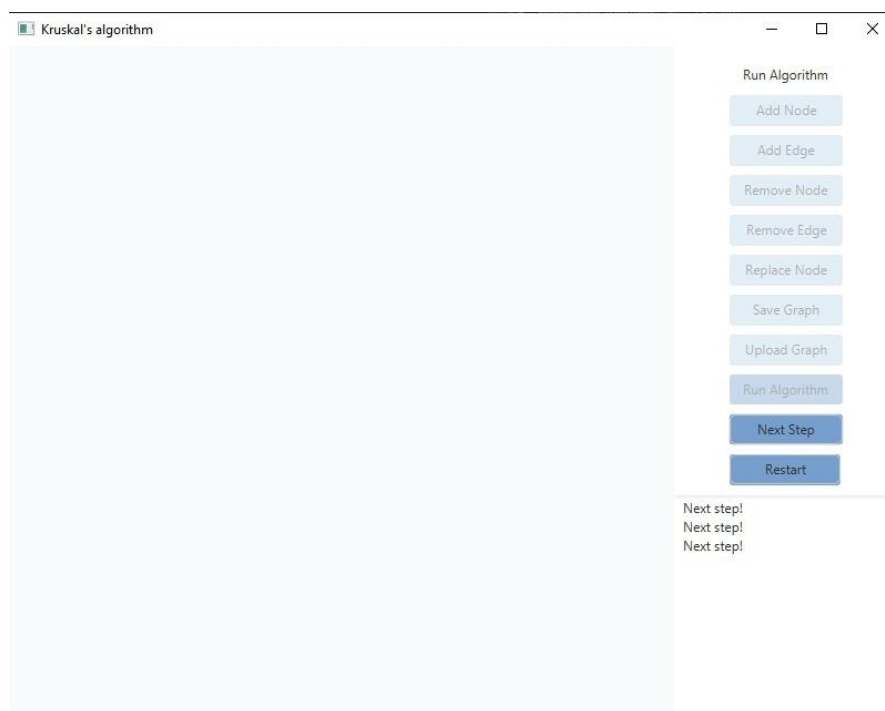 Kruskal's algorithm
Run Algorithm
Add Node
Add Edge
Remove Node
Remove Edge
Replace Node
Save Graph
Upload Graph
Run Algorithm
Next Step
Restart
Next step!
Next step!
Next step!